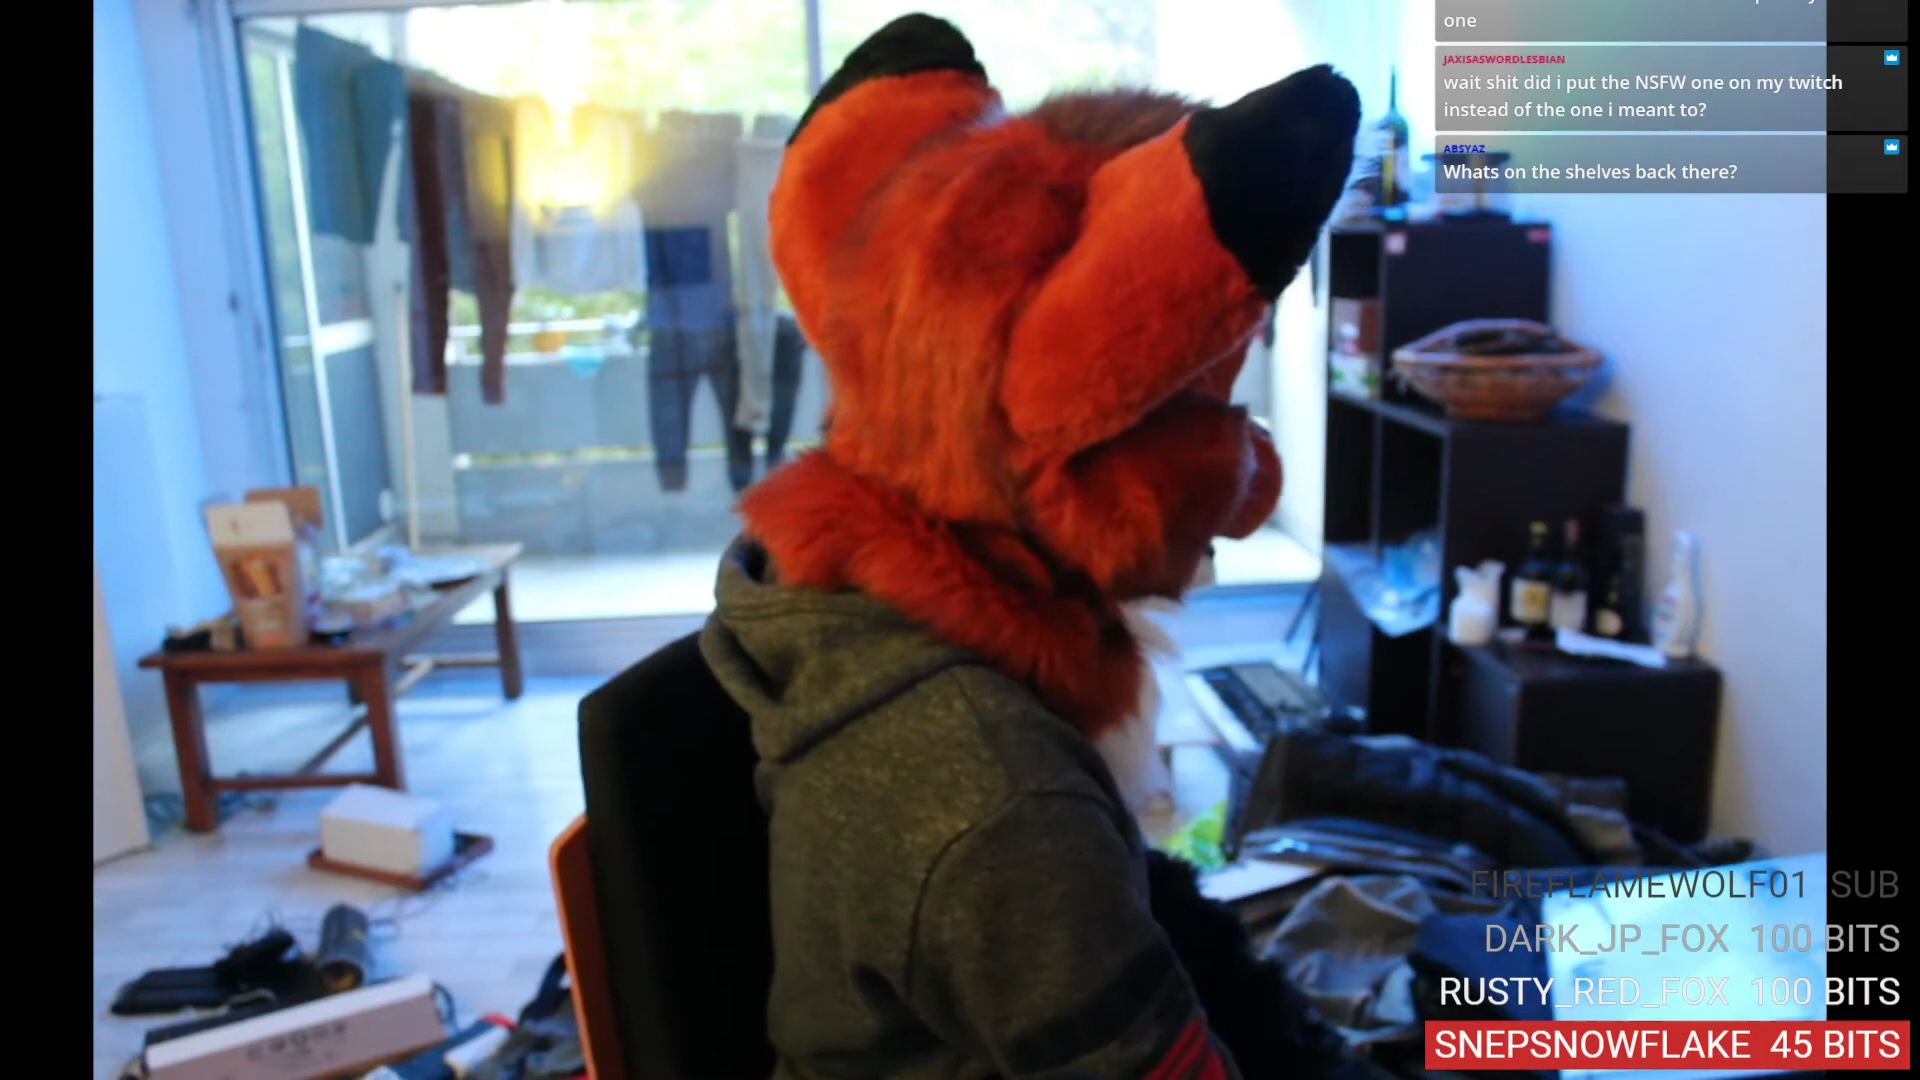 one
JAXISASWORDLESBIAN
wait shit did i put the NSFW one on my twitch
instead of the one i meant to?
ABSYAZ
Whats on the shelves back there?
FIREFLAMEWOLF01 SUB
DARK_JP_FOX 100 BITS
RUSTY_RED_FOX 100 BITS
SNEPSNOWFLAKE 45 BITS